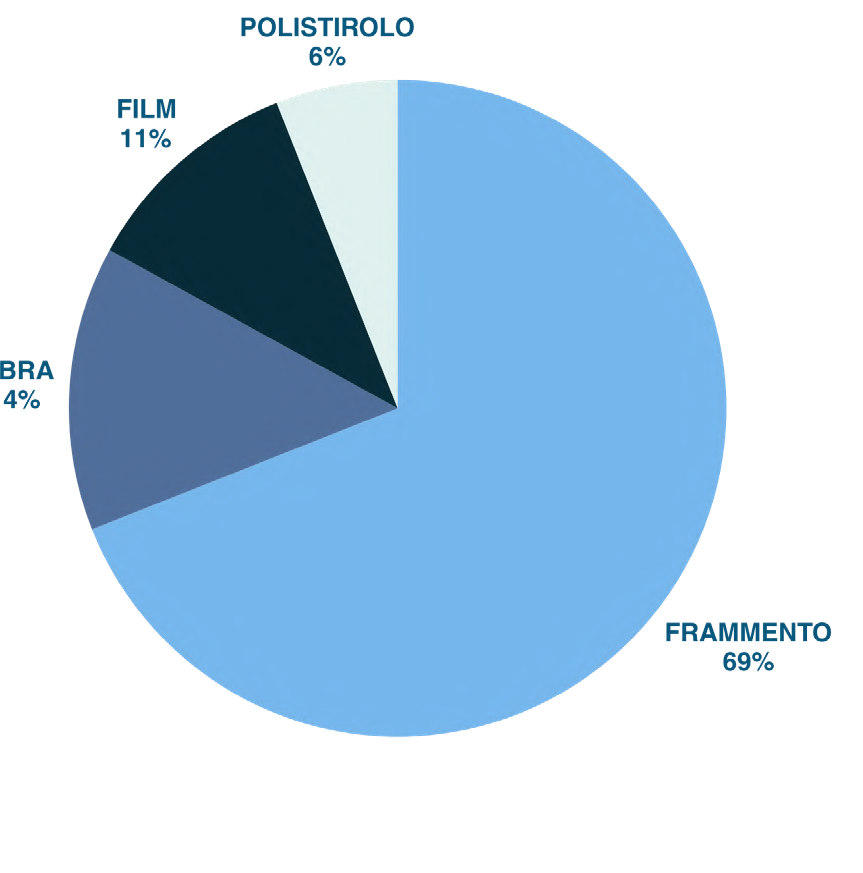 POLISTIROLO
6%
FILM
11%
BRA
4%
FRAMMENTO
69%